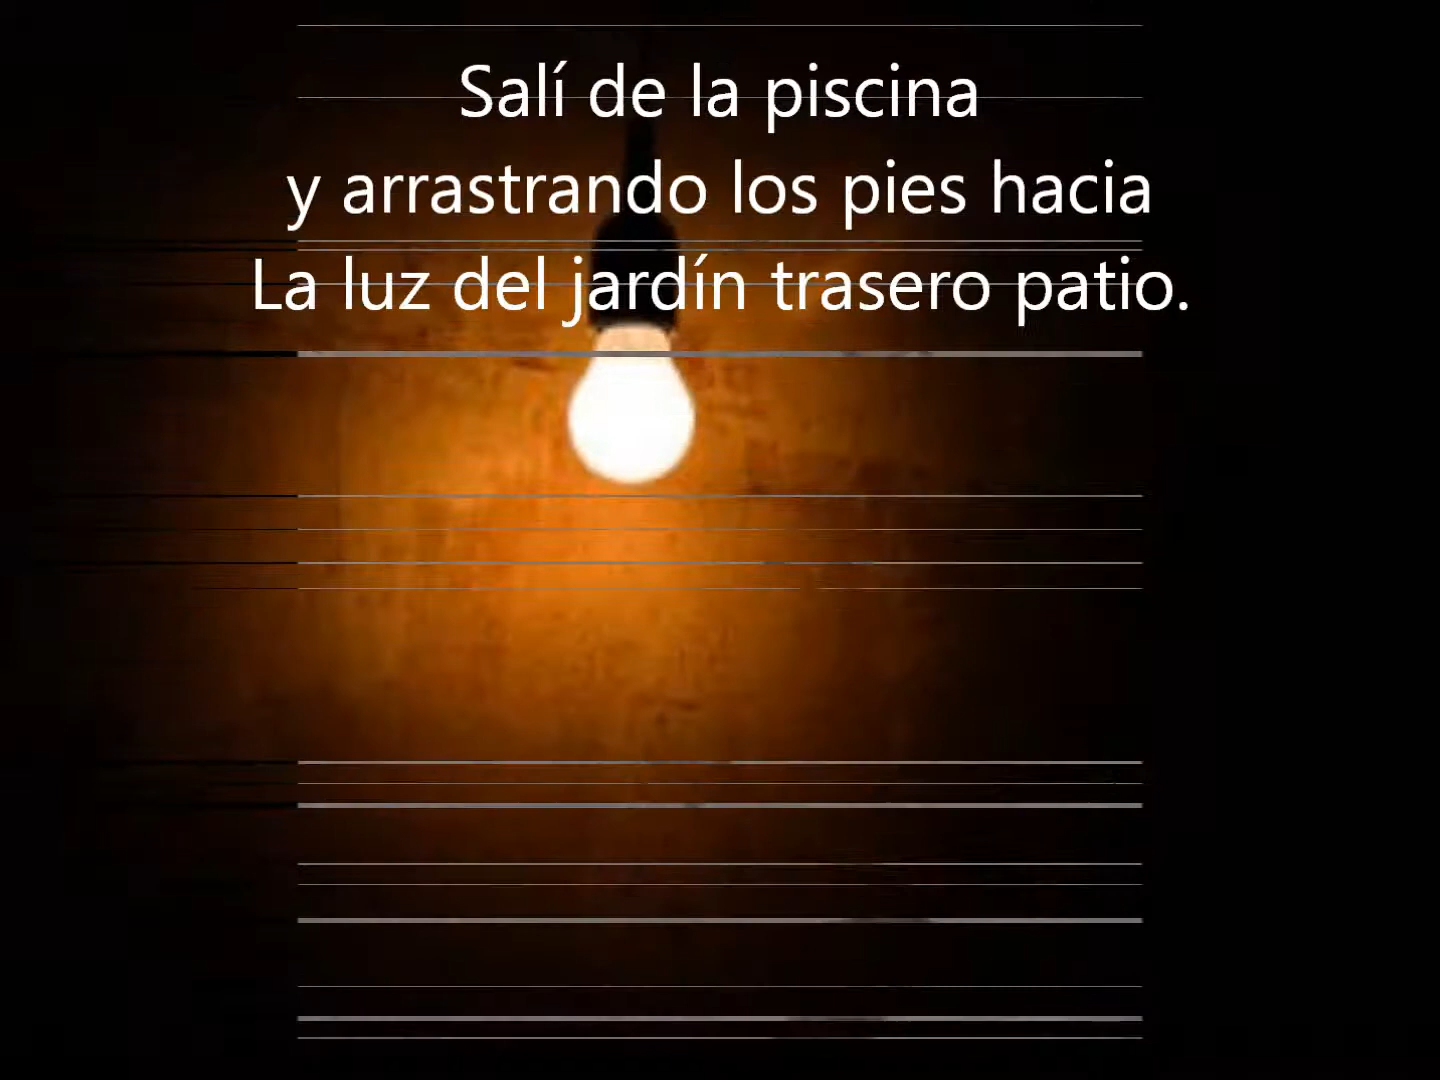 Salí de la piscina
y arrastrando los pies hacia
La luz del jardín trasero patio.